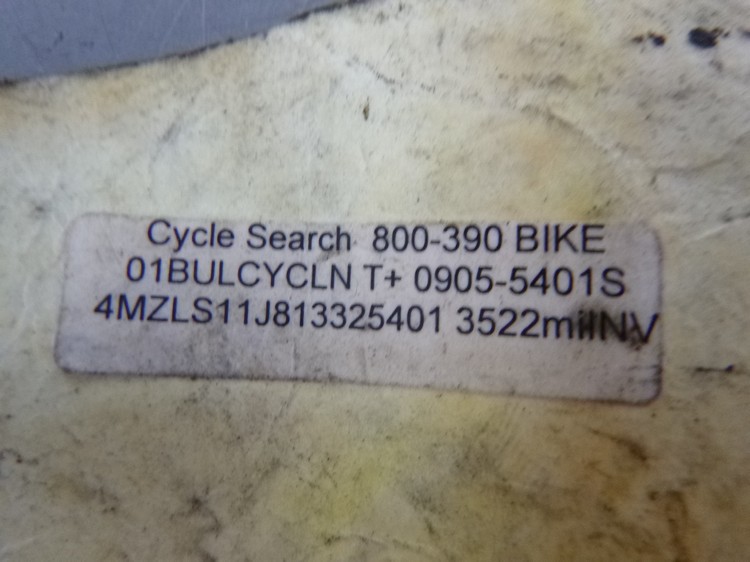 Cycle Search 800-390 BIKE
01BULCYCLN T+ 0905-5401S
4MZLS11J813325401 3522milNV